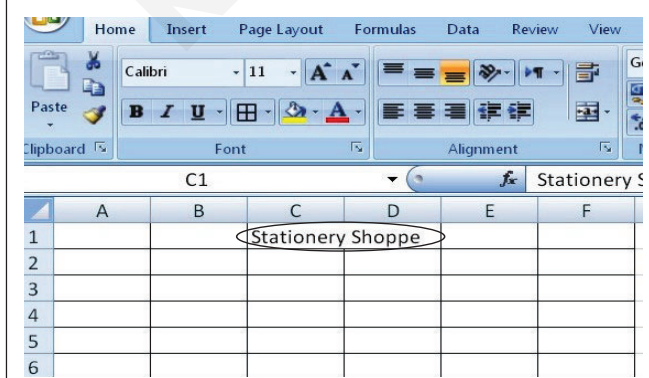 Home Insert Page Layout Formulas Data Review View
Calibri 11 A A
Paste B I U A
Clipboard Font Alignment
C1 fx Stationery S
A B C D E F
1 Stationery Shoppe
2
3
4
5
6